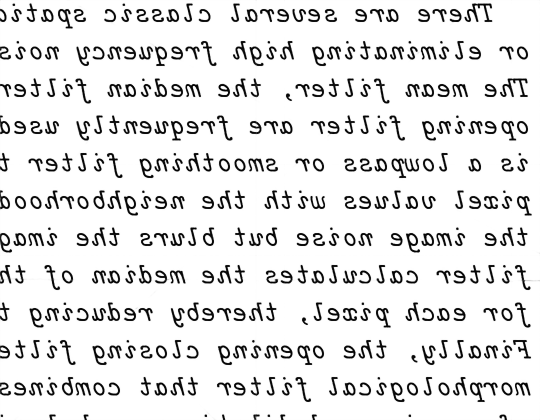 There are several classic spatia
or eliminating high frequency nois
The mean filter, the median filter
opening filter are frequently used
is a lowpass or smoothing filter t
pixel values with the neighborhood
the image noise but blurs the imag
filter calculates the median of th
for each pixel, thereby reducing t
Finally, the opening closing filte
morphological filter that combines